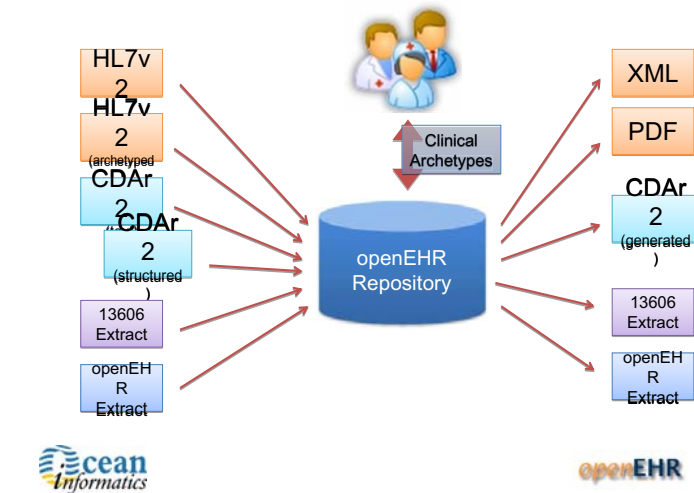 HL7v
2
HL7v
2
(archetyped
CDAr
2
CDAr
2
(structured
)
13606
Extract
openEH
R
Extract
Clinical
Archetypes
openEHR
Repository
XML
PDF
CDAr
2
(generated
)
13606
Extract
openEH
R
Extract
Ocean
Informatics
openEHR